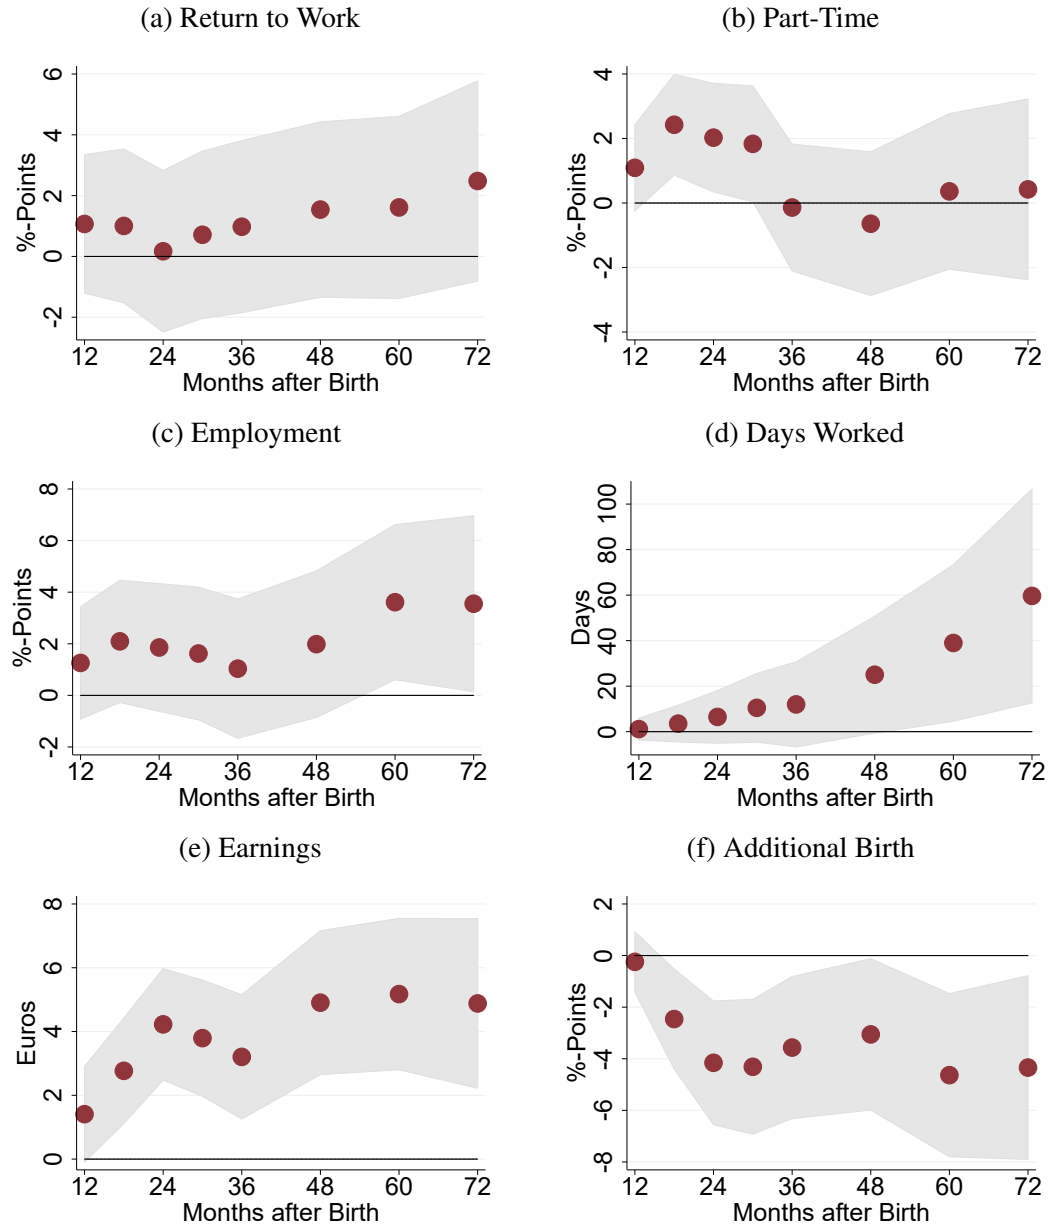 (a) Return to Work
%-Points
6
4
2
0
-2
12 24 36 48 60 72
Months after Birth
(b) Part-Time
%-Points
4
2
0
-2
-4
12 24 36 48 60 72
Months after Birth
(c) Employment
%-Points
8
6
4
2
0
-2
12 24 36 48 60 72
Months after Birth
(d) Days Worked
Days
100
80
60
40
20
0
12 24 36 48 60 72
Months after Birth
(e) Earnings
Euros
8
6
4
2
0
12 24 36 48 60 72
Months after Birth
(f) Additional Birth
%-Points
2
0
-2
-4
-6
-8
12 24 36 48 60 72
Months after Birth